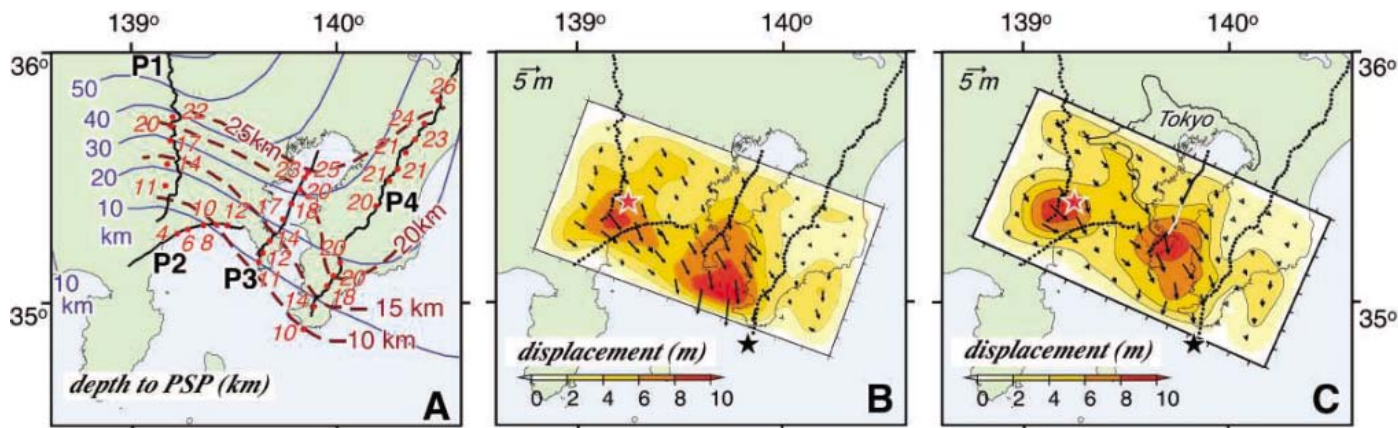 139° 140° 139° 140° 139° 140°
36° 36°
35° 35°
P1
50
40
30
20
10
km
10
km
22
20
17
14
11
25km
10 12
4 6 8
P2
P3
23 25
20
17 18
14
12
11
26
24
23
21
21 21
20
P4
20km
20
20
18
14
15 km
10
10 km
depth to PSP (km)
A
5 m
displacement (m)
0 2 4 6 8 10
B
5 m
Tokyo
displacement (m)
0 2 4 6 8 10
C